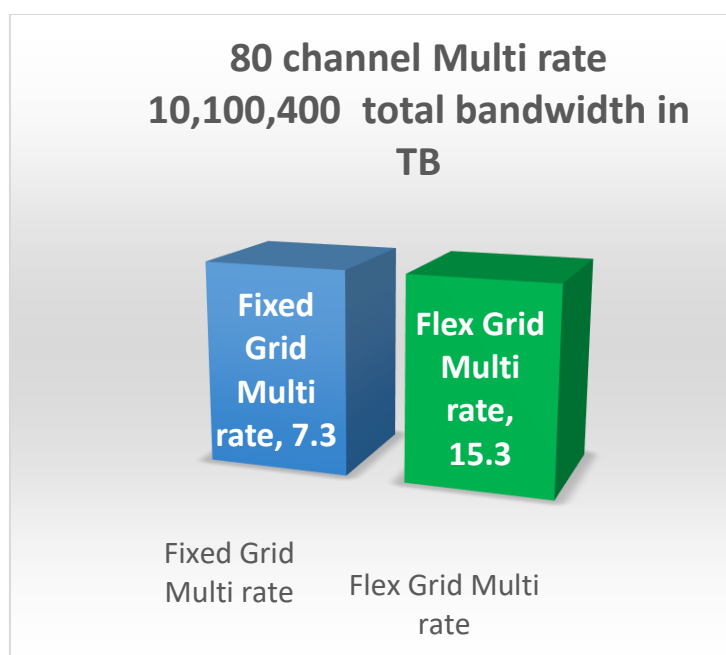 80 channel Multi rate
10,100,400 total bandwidth in
TB
Fixed
Grid
Multi
rate, 7.3
Flex Grid
Multi
rate,
15.3
Fixed Grid
Multi rate
Flex Grid Multi
rate